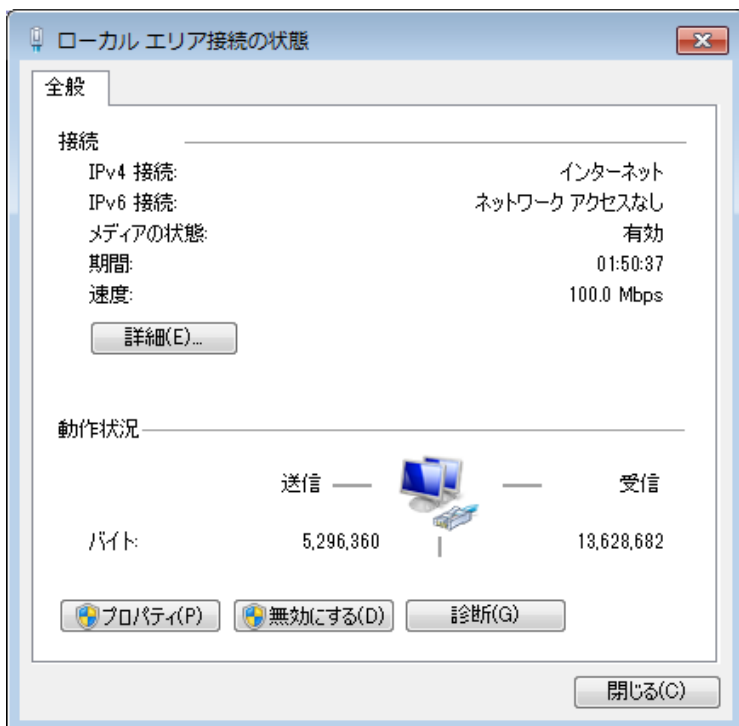 ローカル エリア接続の状態
全般
接続
IPv4 接続: インターネット
IPv6 接続: ネットワーク アクセスなし
メディアの状態: 有効
期間: 01:50:37
速度: 100.0 Mbps
詳細(E)...
動作状況
送信 受信
バイト: 5,296,360 13,628,682
プロパティ(P) 無効にする(D) 診断(G)
閉じる(C)